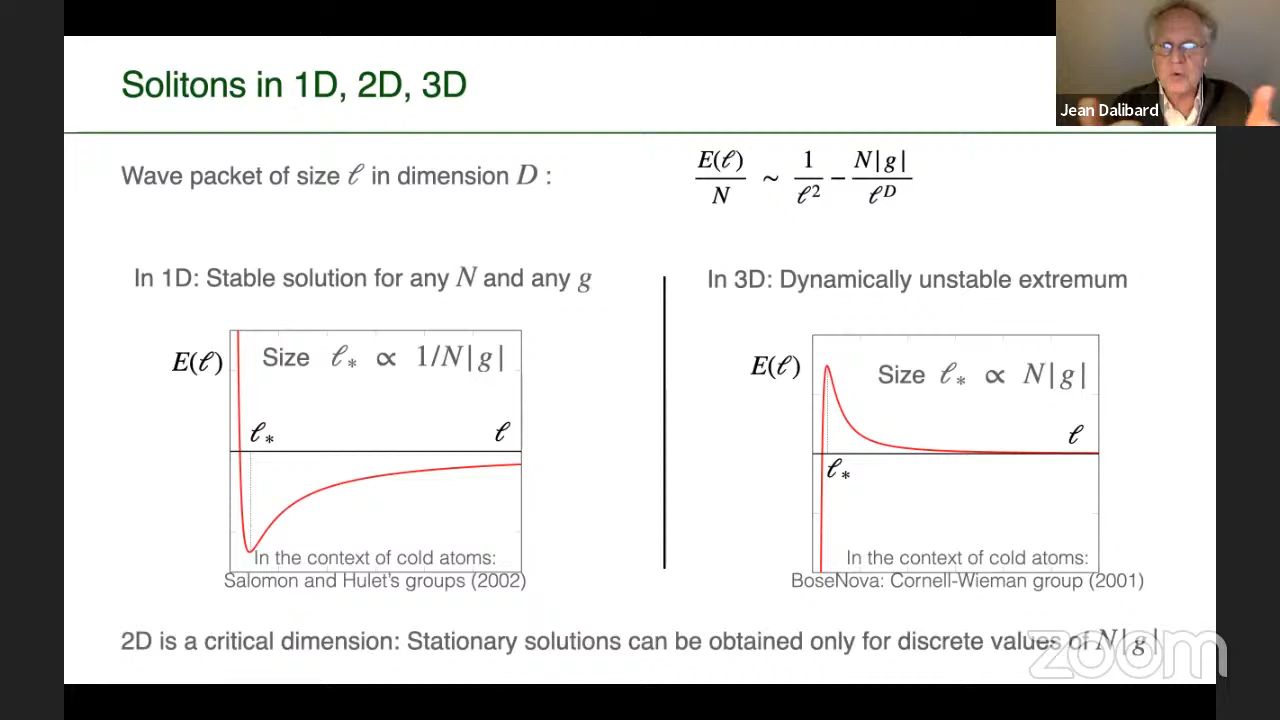 Solitons in 1D, 2D, 3D
Jean Dalibard
Wave packet of size ℓ in dimension D :
E(ℓ)/N ~ 1/ℓ² − N|g|/ℓᴰ
In 1D: Stable solution for any N and any g
E(ℓ)
Size ℓ* ∝ 1/N|g|
ℓ*
ℓ
In the context of cold atoms:
Salomon and Hulet's groups (2002)
In 3D: Dynamically unstable extremum
E(ℓ)
Size ℓ* ∝ N|g|
ℓ
ℓ*
In the context of cold atoms:
BoseNova: Cornell-Wieman group (2001)
2D is a critical dimension: Stationary solutions can be obtained only for discrete values of N|g|
zoom